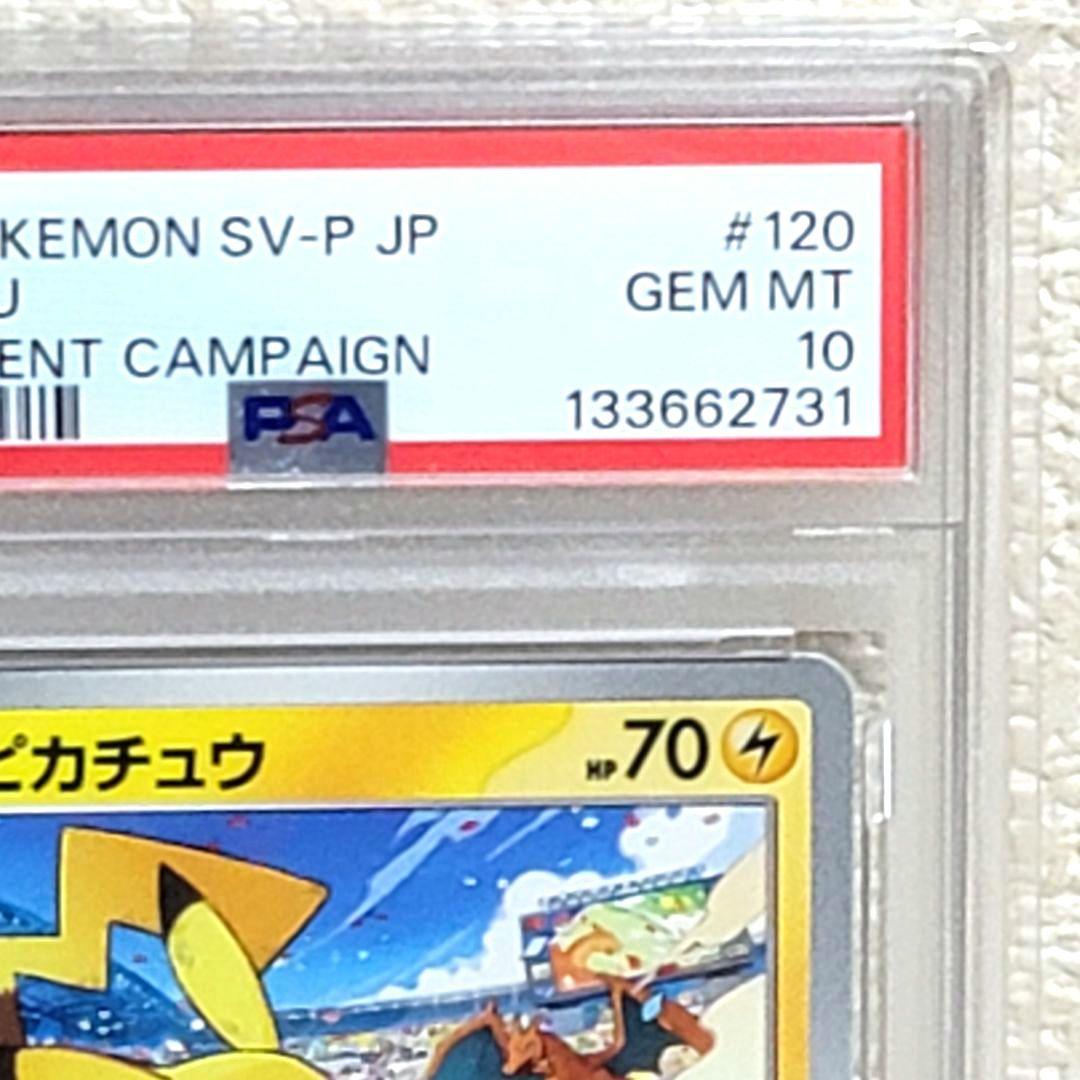 KEMON SV-P JP #120
U GEM MT
ENT CAMPAIGN 10
PSA 133662731
ピカチュウ HP70